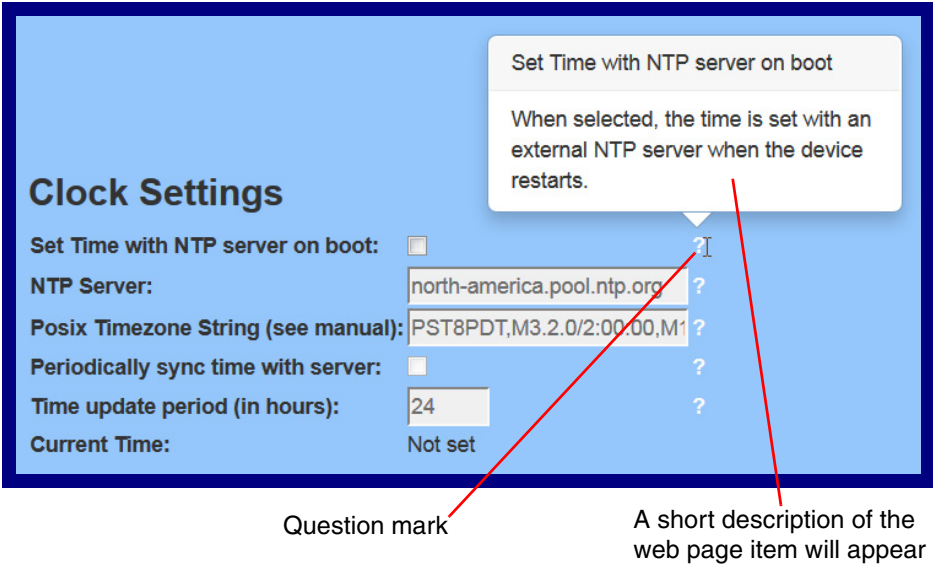 Set Time with NTP server on boot
When selected, the time is set with an
external NTP server when the device
restarts.
Clock Settings
Set Time with NTP server on boot: ?
NTP Server: north-america.pool.ntp.org ?
Posix Timezone String (see manual): PST8PDT,M3.2.0/2:00:00,M1 ?
Periodically sync time with server: ?
Time update period (in hours): 24 ?
Current Time: Not set
Question mark
A short description of the
web page item will appear